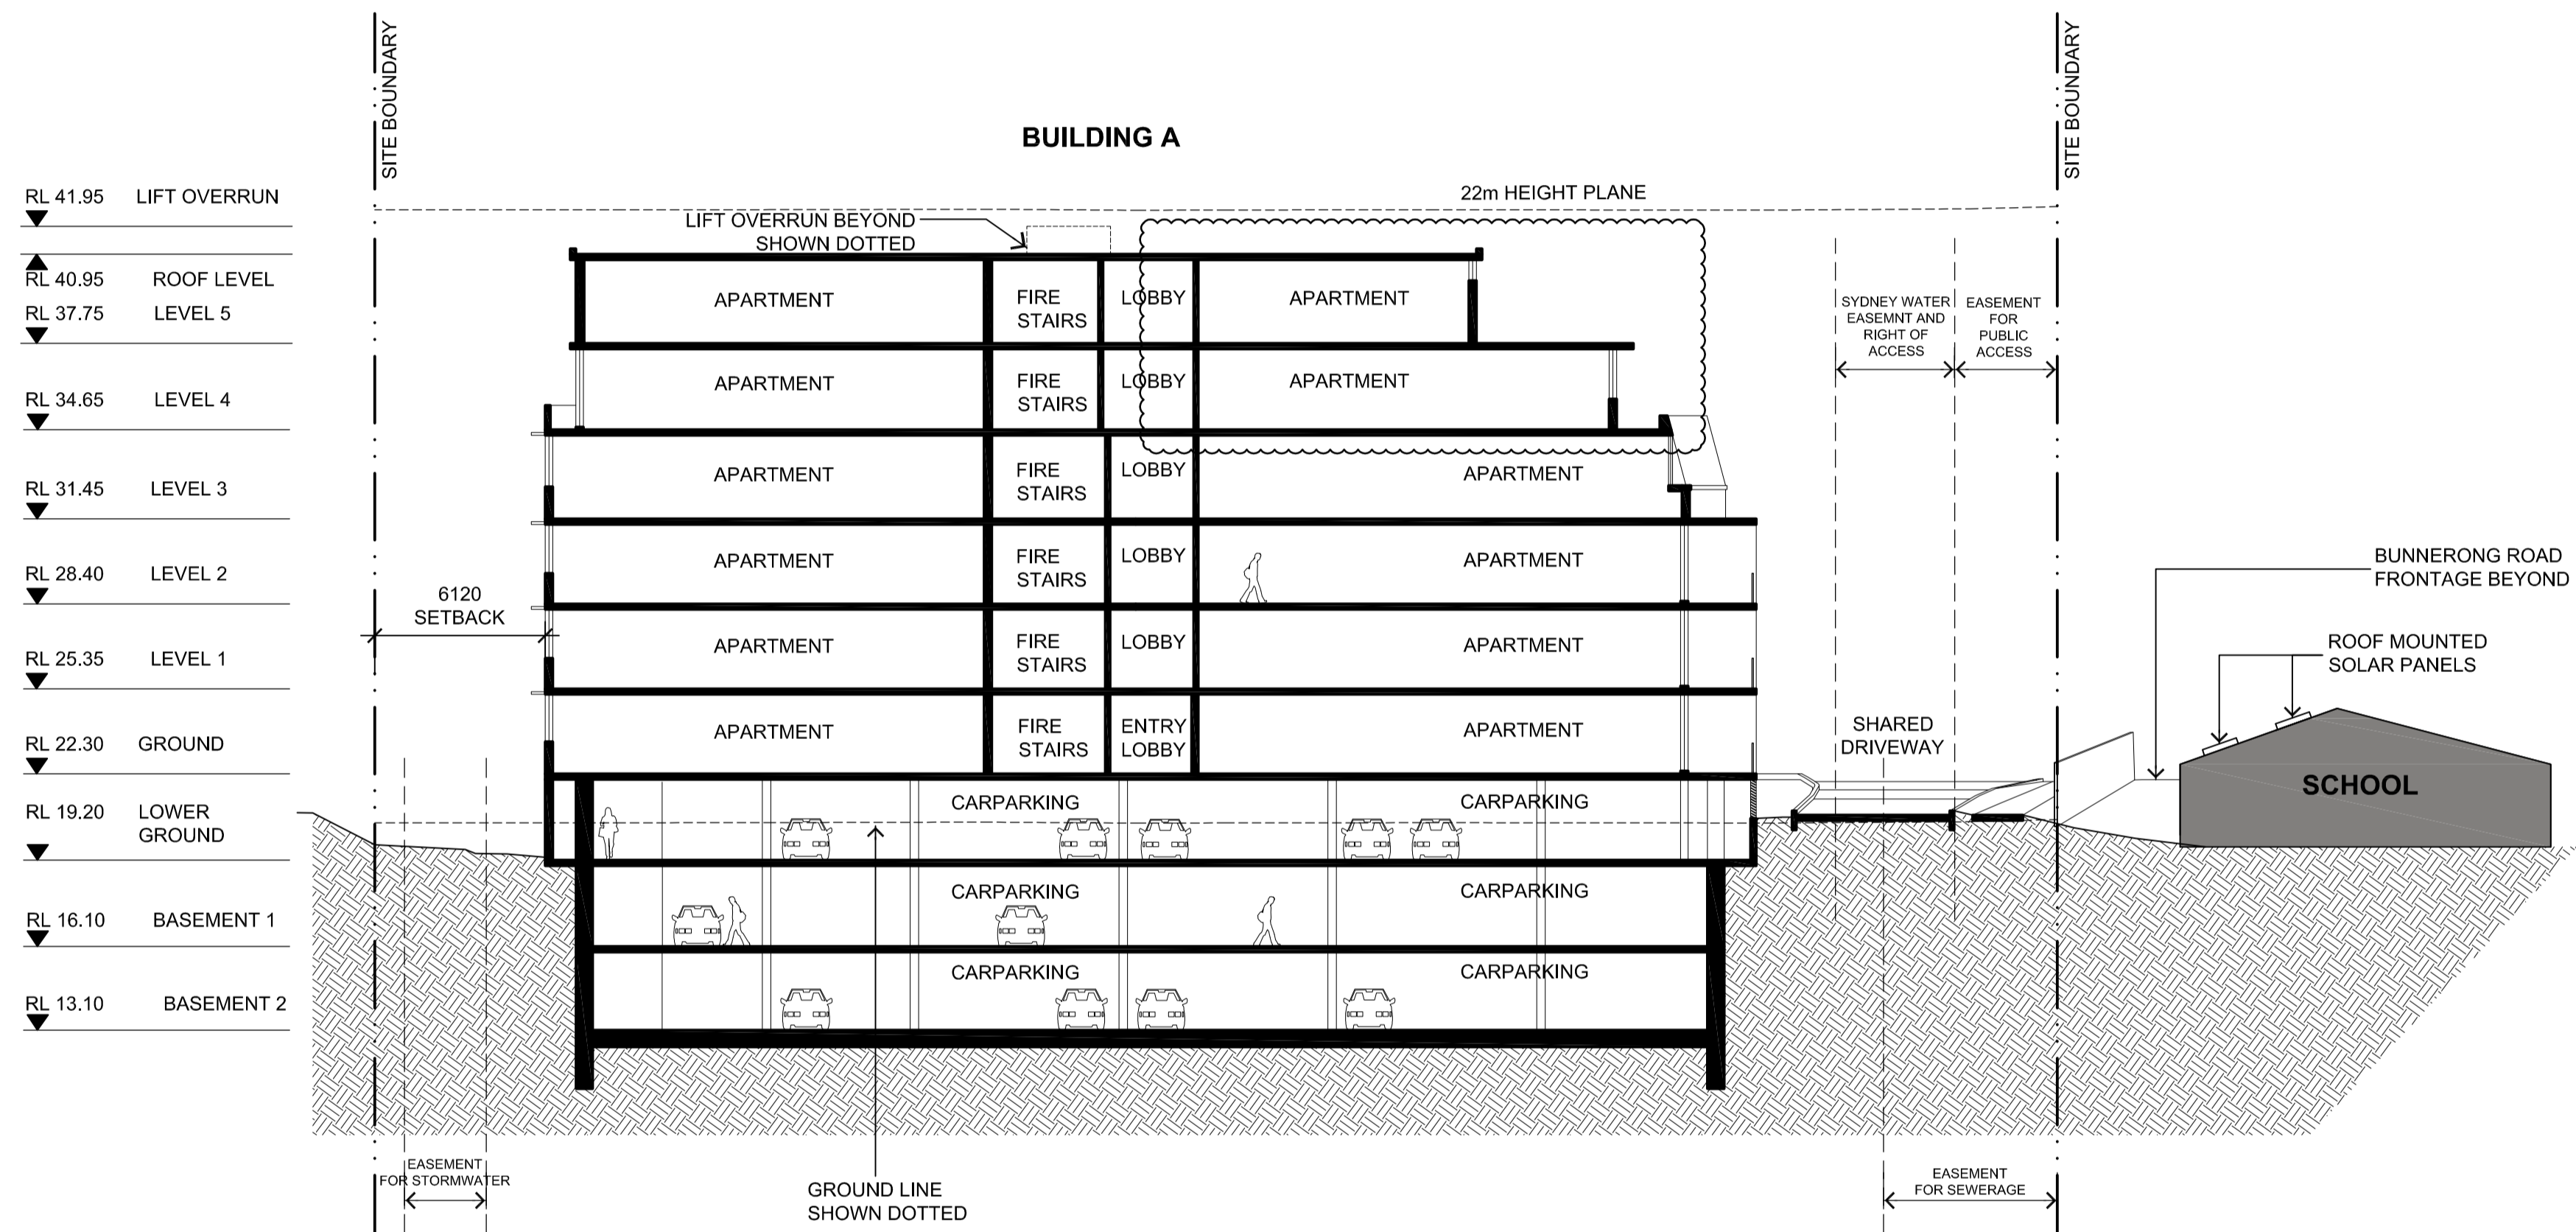 SITE BOUNDARY
SITE BOUNDARY
BUILDING A
22m HEIGHT PLANE
RL 41.95 LIFT OVERRUN
LIFT OVERRUN BEYOND
SHOWN DOTTED
RL 40.95 ROOF LEVEL
RL 37.75 LEVEL 5
APARTMENT
FIRE
STAIRS
LOBBY
APARTMENT
SYDNEY WATER
EASEMNT AND
RIGHT OF
ACCESS
EASEMENT
FOR
PUBLIC
ACCESS
RL 34.65 LEVEL 4
APARTMENT
FIRE
STAIRS
LOBBY
APARTMENT
RL 31.45 LEVEL 3
APARTMENT
FIRE
STAIRS
LOBBY
APARTMENT
RL 28.40 LEVEL 2
APARTMENT
FIRE
STAIRS
LOBBY
APARTMENT
BUNNERONG ROAD
FRONTAGE BEYOND
6120
SETBACK
RL 25.35 LEVEL 1
APARTMENT
FIRE
STAIRS
LOBBY
APARTMENT
ROOF MOUNTED
SOLAR PANELS
RL 22.30 GROUND
APARTMENT
FIRE
STAIRS
ENTRY
LOBBY
APARTMENT
SHARED
DRIVEWAY
SCHOOL
RL 19.20 LOWER
GROUND
CARPARKING
CARPARKING
RL 16.10 BASEMENT 1
CARPARKING
CARPARKING
RL 13.10 BASEMENT 2
CARPARKING
CARPARKING
EASEMENT
FOR STORMWATER
GROUND LINE
SHOWN DOTTED
EASEMENT
FOR SEWERAGE